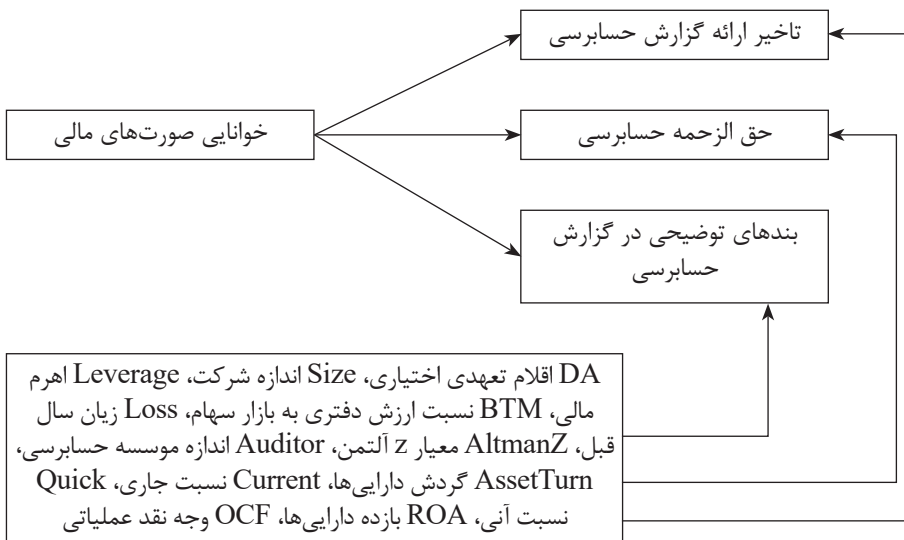 تاخیر ارائه گزارش حسابرسی
خوانایی صورت‌های مالی
حق الزحمه حسابرسی
بندهای توضیحی در گزارش
حسابرسی
DA اقلام تعهدی اختیاری، Size اندازه شرکت، Leverage اهرم
مالی، BTM نسبت ارزش دفتری به بازار سهام، Loss زیان سال
قبل، AltmanZ معیار z آلتمن، Auditor اندازه موسسه حسابرسی،
AssetTurn گردش دارایی‌ها، Current نسبت جاری، Quick
نسبت آنی، ROA بازده دارایی‌ها، OCF وجه نقد عملیاتی